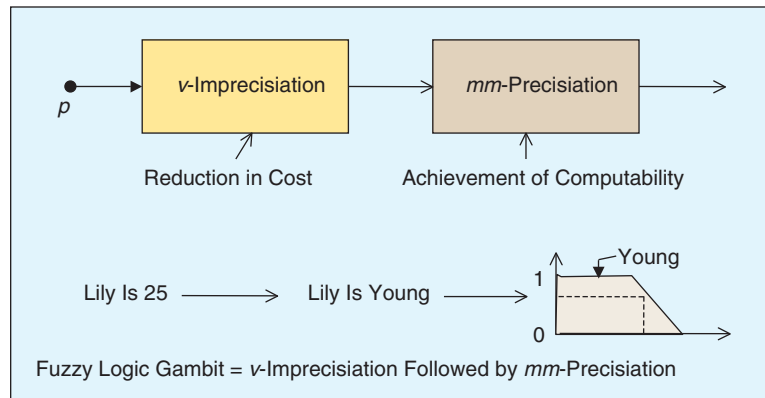 v-Imprecisiation
mm-Precisiation
p
Reduction in Cost
Achievement of Computability
Lily Is 25
Lily Is Young
Young
1
0
Fuzzy Logic Gambit = v-Imprecisiation Followed by mm-Precisiation